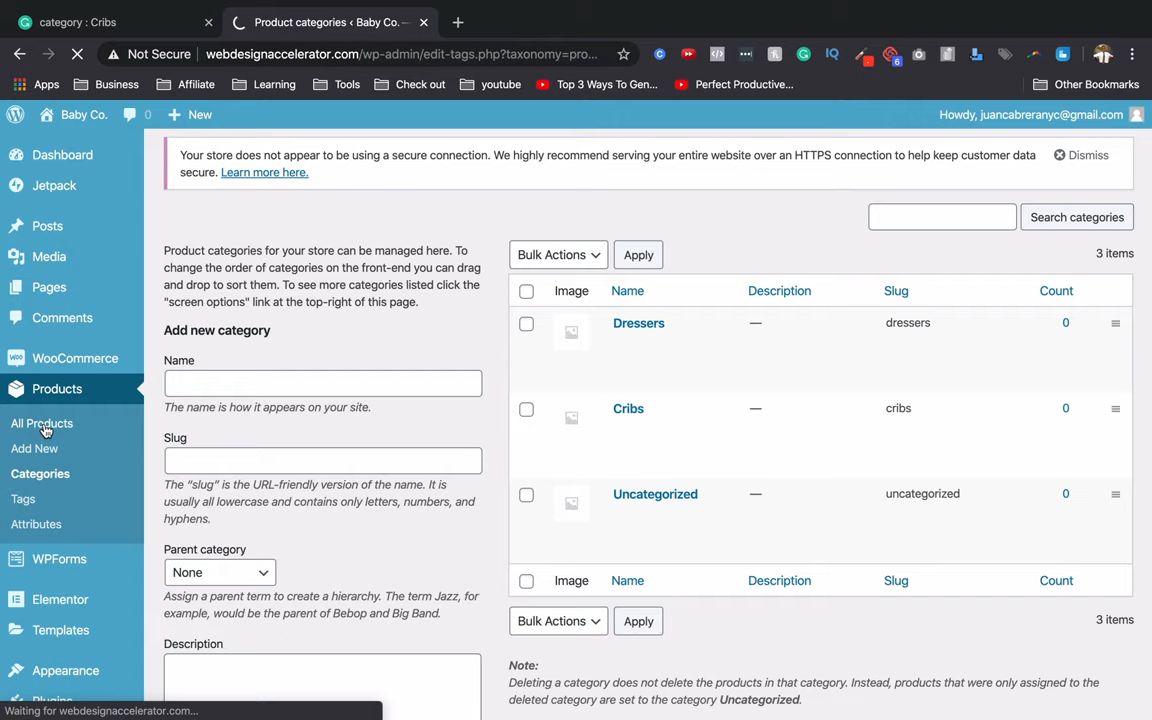 category : Cribs
Product categories ‹ Baby Co. —
Not Secure
webdesignaccelerator.com/wp-admin/edit-tags.php?taxonomy=pro...
6
Apps
Business
Affiliate
Learning
Tools
Check out
youtube
Top 3 Ways To Gen...
Perfect Productive...
Other Bookmarks
Baby Co.
0
New
Howdy, juancabreranyc@gmail.com
Dashboard
Jetpack
Posts
Media
Pages
Comments
WooCommerce
Products
All Products
Add New
Categories
Tags
Attributes
WPForms
Elementor
Templates
Appearance
Plugins
Waiting for webdesignaccelerator.com...
Your store does not appear to be using a secure connection. We highly recommend serving your entire website over an HTTPS connection to help keep customer data
secure. Learn more here.
Dismiss
Search categories
Product categories for your store can be managed here. To
change the order of categories on the front-end you can drag
and drop to sort them. To see more categories listed click the
"screen options" link at the top-right of this page.
Add new category
Name
The name is how it appears on your site.
Slug
The “slug” is the URL-friendly version of the name. It is
usually all lowercase and contains only letters, numbers, and
hyphens.
Parent category
None
Assign a parent term to create a hierarchy. The term Jazz, for
example, would be the parent of Bebop and Big Band.
Description
Bulk Actions
Apply
3 items
Image Name Description Slug Count
Dressers — dressers 0
Cribs — cribs 0
Uncategorized — uncategorized 0
Image Name Description Slug Count
Bulk Actions
Apply
3 items
Note:
Deleting a category does not delete the products in that category. Instead, products that were only assigned to the
deleted category are set to the category Uncategorized.